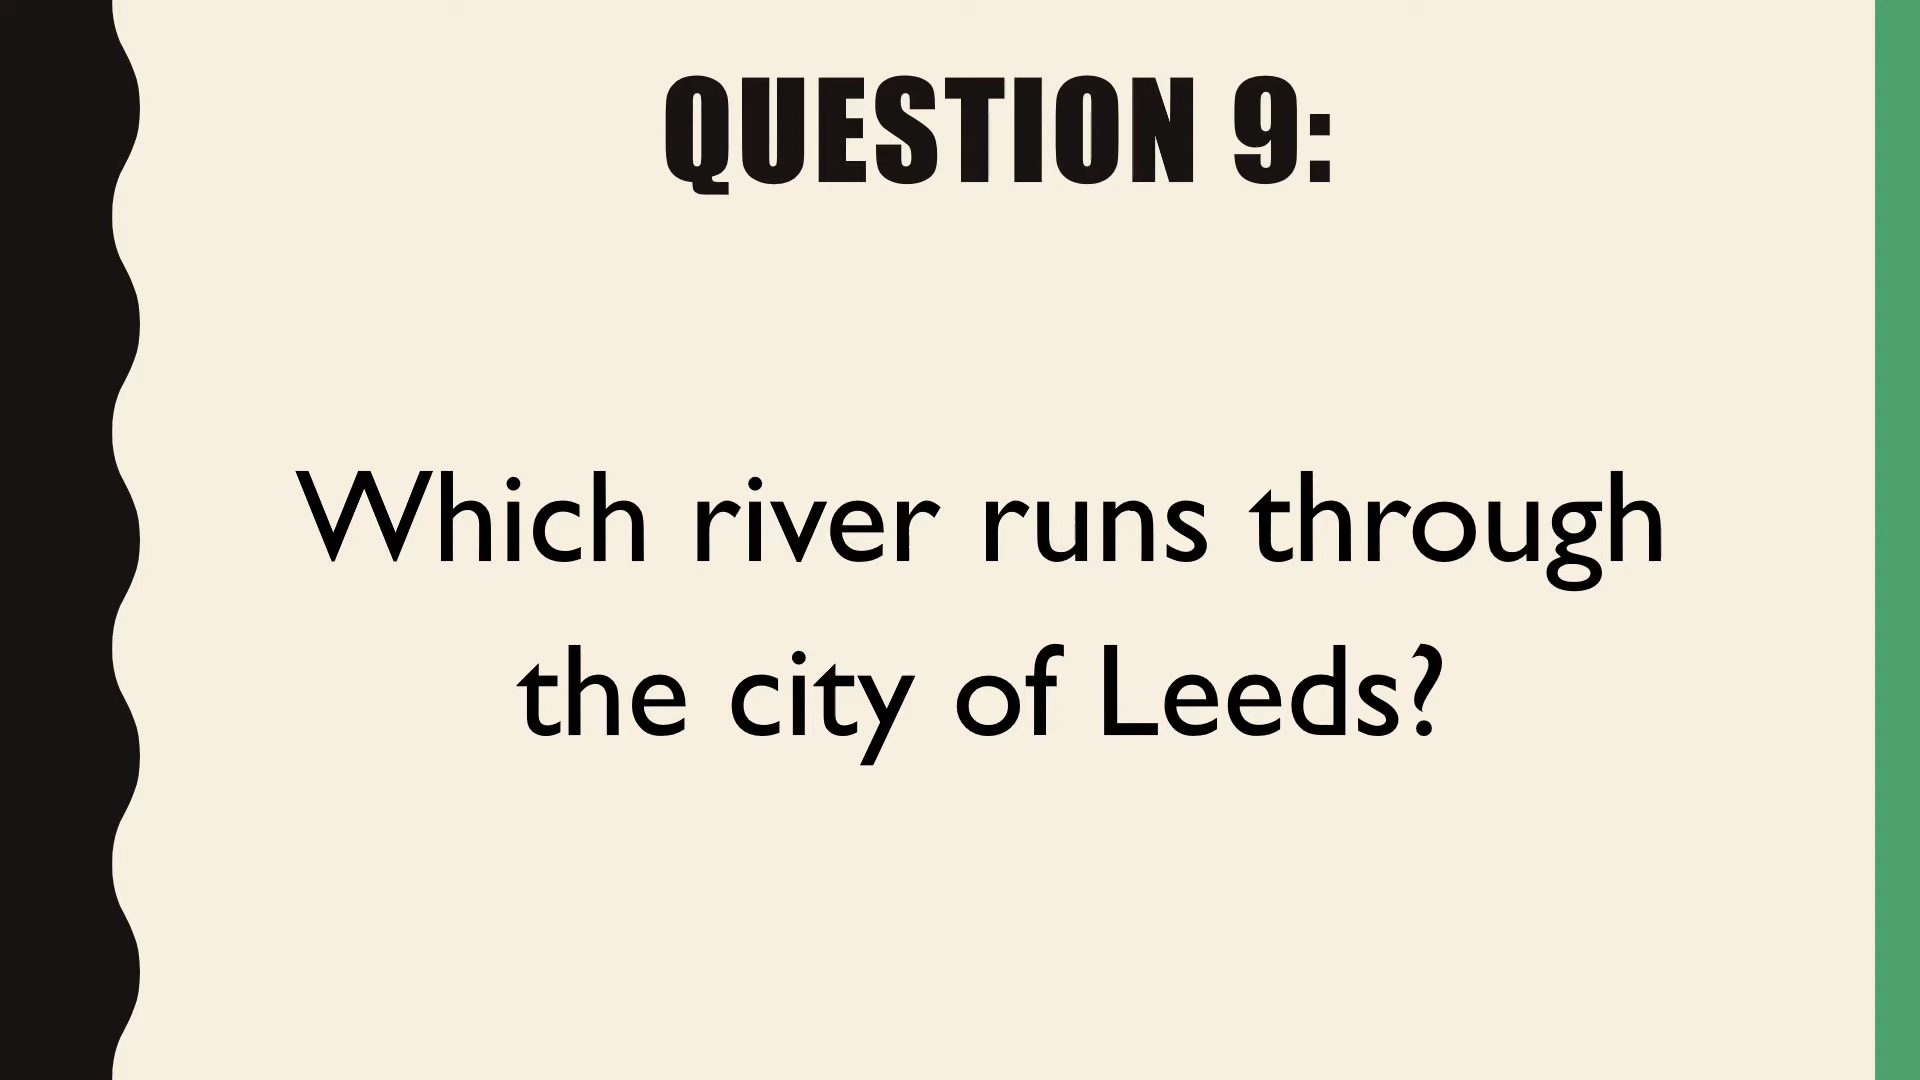 QUESTION 9:
Which river runs through
the city of Leeds?